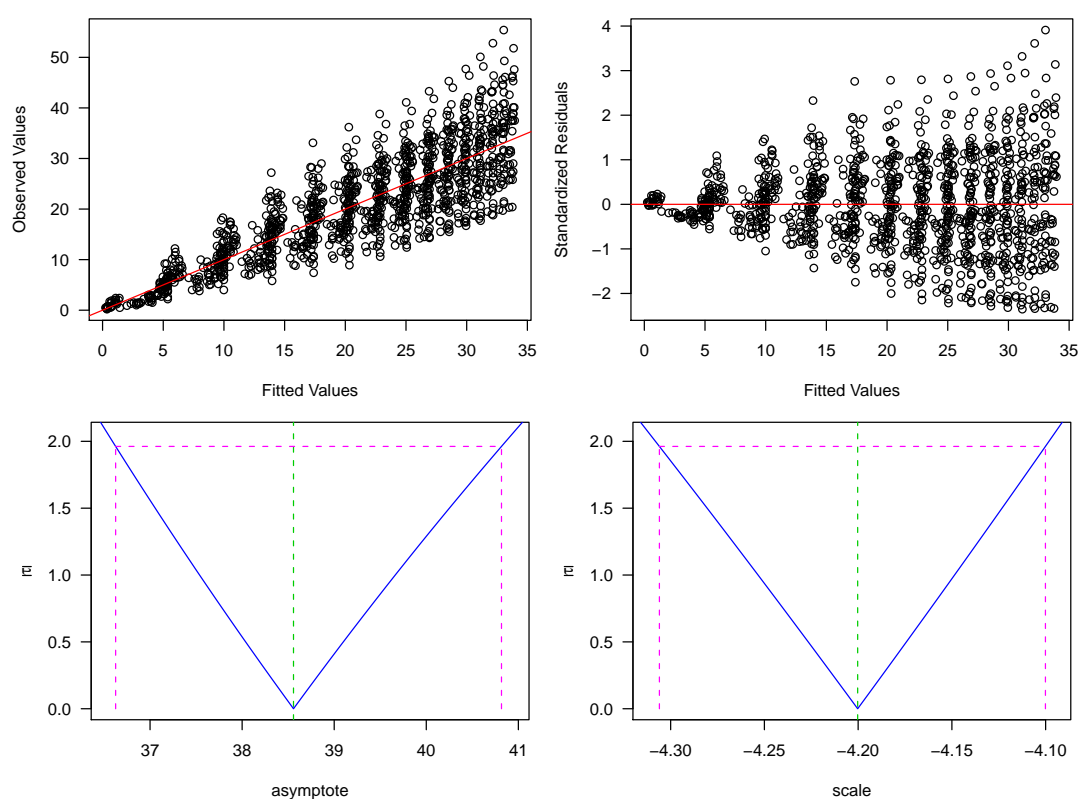 Observed Values
50
40
30
20
10
0
0 5 10 15 20 25 30 35
Fitted Values
Standardized Residuals
4
3
2
1
0
−1
−2
0 5 10 15 20 25 30 35
Fitted Values
|τ|
2.0
1.5
1.0
0.5
0.0
37 38 39 40 41
asymptote
|τ|
2.0
1.5
1.0
0.5
0.0
−4.30 −4.25 −4.20 −4.15 −4.10
scale